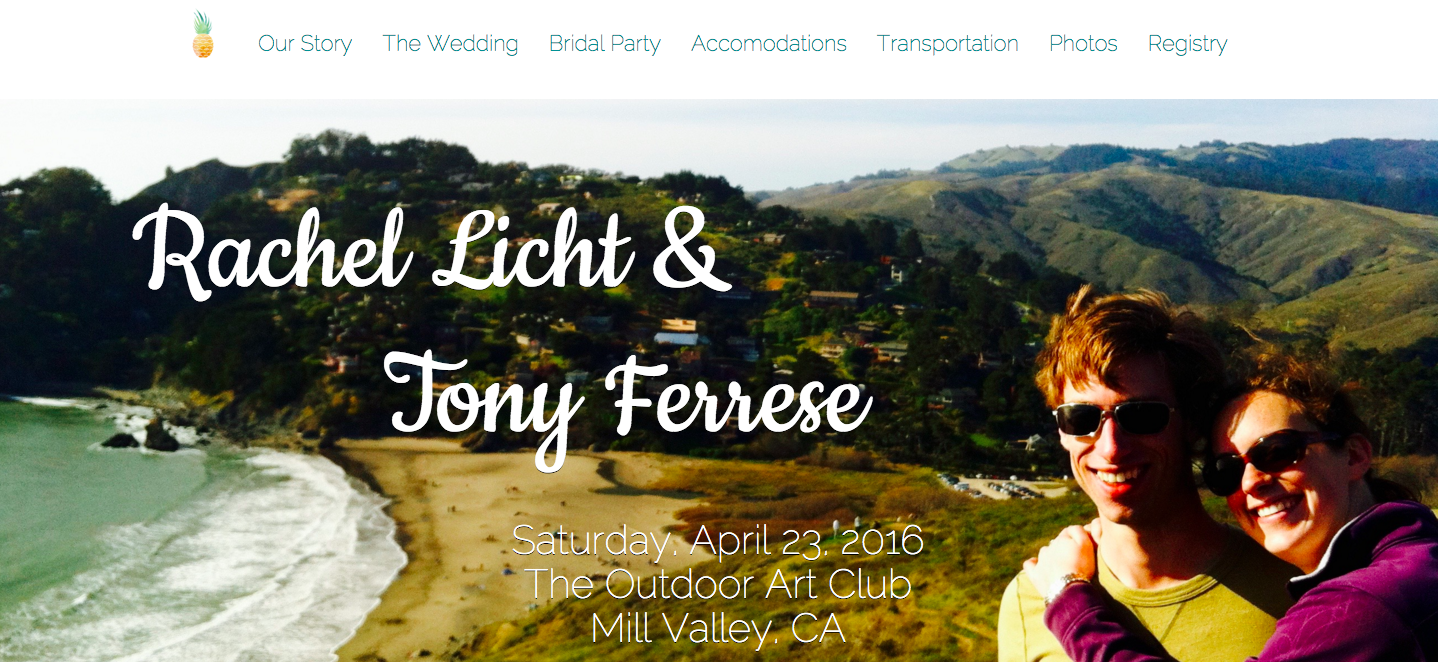 Our Story The Wedding Bridal Party Accomodations Transportation Photos Registry
Rachel Licht &
Tony Ferrese
Saturday, April 23, 2016
The Outdoor Art Club
Mill Valley, CA